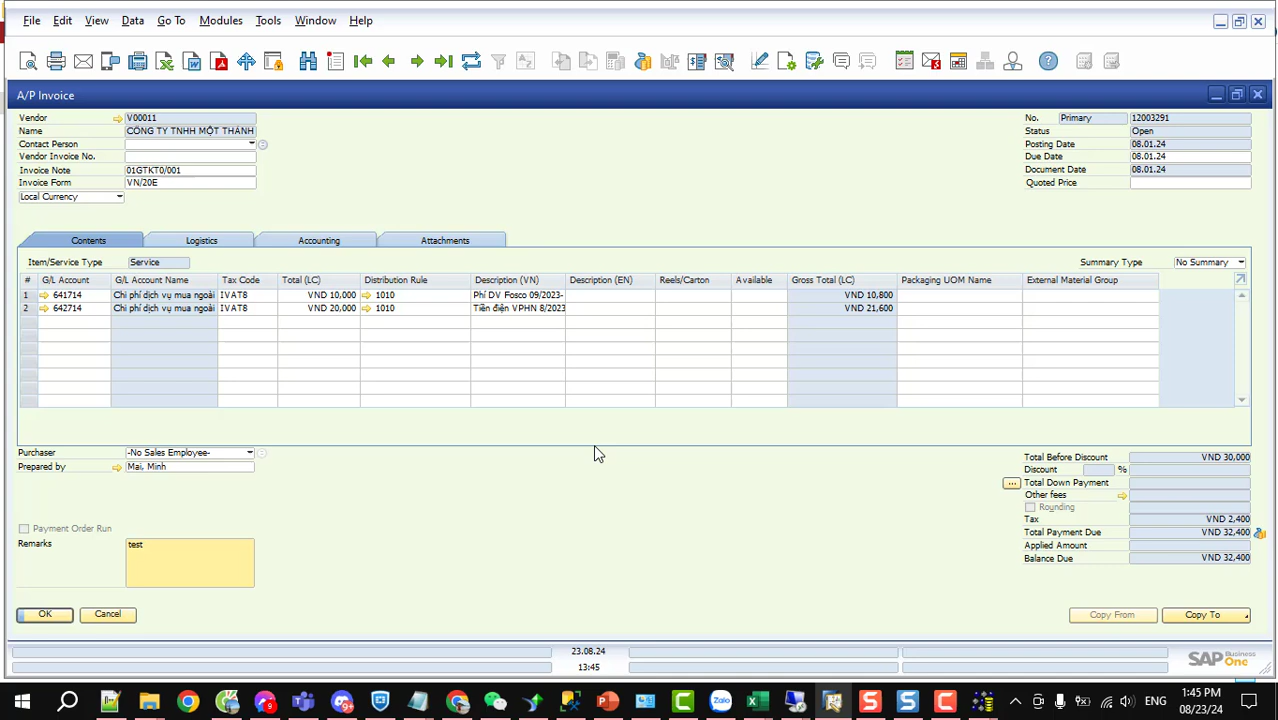 File Edit View Data Go To Modules Tools Window Help
A/P Invoice
Vendor V00011
Name CÔNG TY TNHH MỘT THÀNH
Contact Person
Vendor Invoice No.
Invoice Note 01GTKT0/001
Invoice Form VN/20E
Local Currency
No. Primary 12003291
Status Open
Posting Date 08.01.24
Due Date 08.01.24
Document Date 08.01.24
Quoted Price
Contents Logistics Accounting Attachments
Item/Service Type Service
Summary Type No Summary
# G/L Account G/L Account Name Tax Code Total (LC) Distribution Rule Description (VN) Description (EN) Reels/Carton Available Gross Total (LC) Packaging UOM Name External Material Group
1 641714 Chi phí dịch vụ mua ngoài IVAT8 VND 10,000 1010 Phí DV Fosco 09/2023- VND 10,800
2 642714 Chi phí dịch vụ mua ngoài IVAT8 VND 20,000 1010 Tiền điện VPHN 8/2023 VND 21,600
Purchaser -No Sales Employee-
Prepared by Mai, Minh
Payment Order Run
Remarks test
Total Before Discount VND 30,000
Discount %
... Total Down Payment
Other fees
Rounding
Tax VND 2,400
Total Payment Due VND 32,400
Applied Amount
Balance Due VND 32,400
OK Cancel Copy From Copy To
23.08.24
13:45
SAP Business One
ENG
1:45 PM
08/23/24